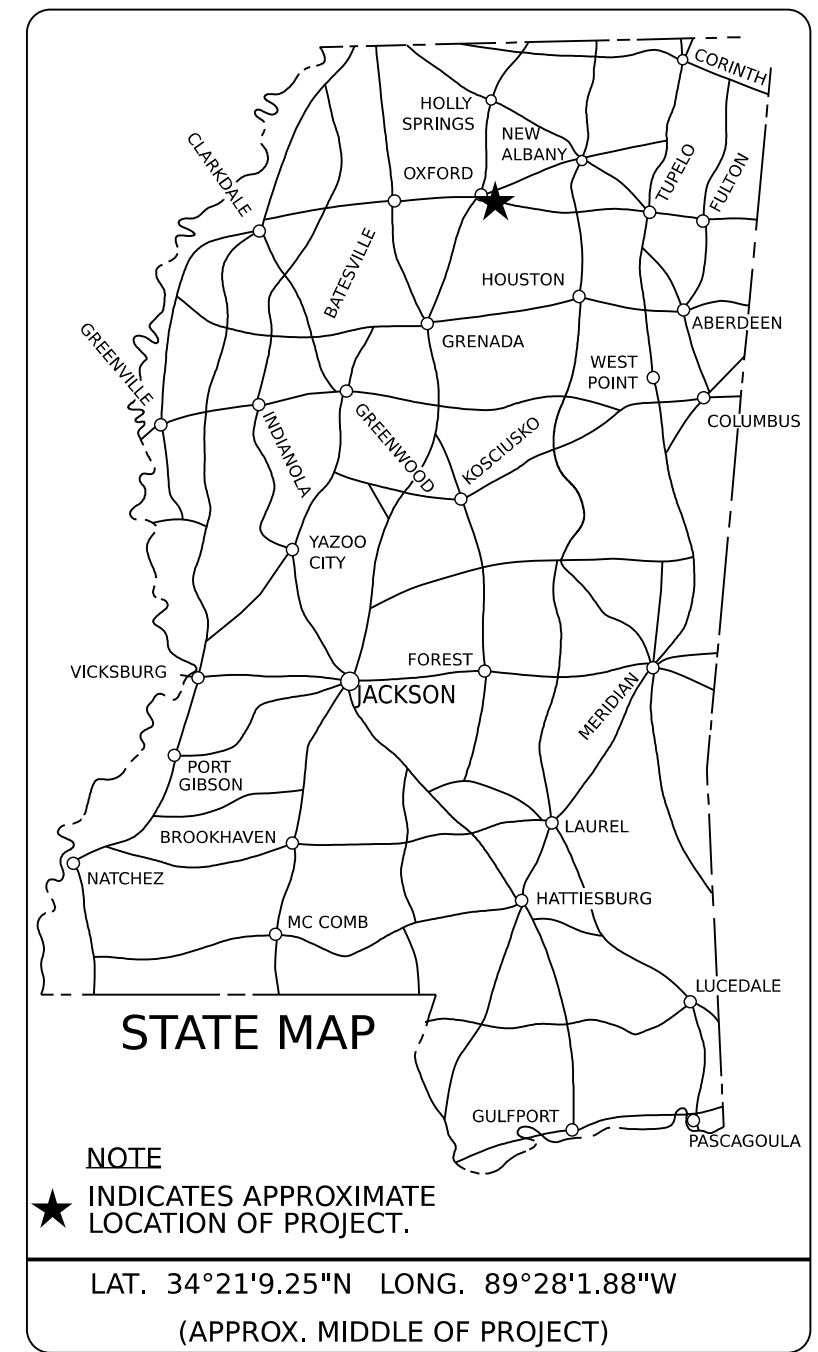 CORINTH
HOLLY
SPRINGS
NEW
ALBANY
CLARKDALE
OXFORD
TUPELO
FULTON
BATESVILLE
HOUSTON
ABERDEEN
GREENVILLE
GRENADA
WEST
POINT
INDIANOLA
GREENWOOD
KOSCIUSKO
COLUMBUS
YAZOO
CITY
VICKSBURG
FOREST
JACKSON
MERIDIAN
PORT
GIBSON
BROOKHAVEN
LAUREL
NATCHEZ
HATTIESBURG
MC COMB
LUCEDALE
STATE MAP
GULFPORT
PASCAGOULA
NOTE
INDICATES APPROXIMATE
LOCATION OF PROJECT.
LAT. 34°21'9.25"N LONG. 89°28'1.88"W
(APPROX. MIDDLE OF PROJECT)